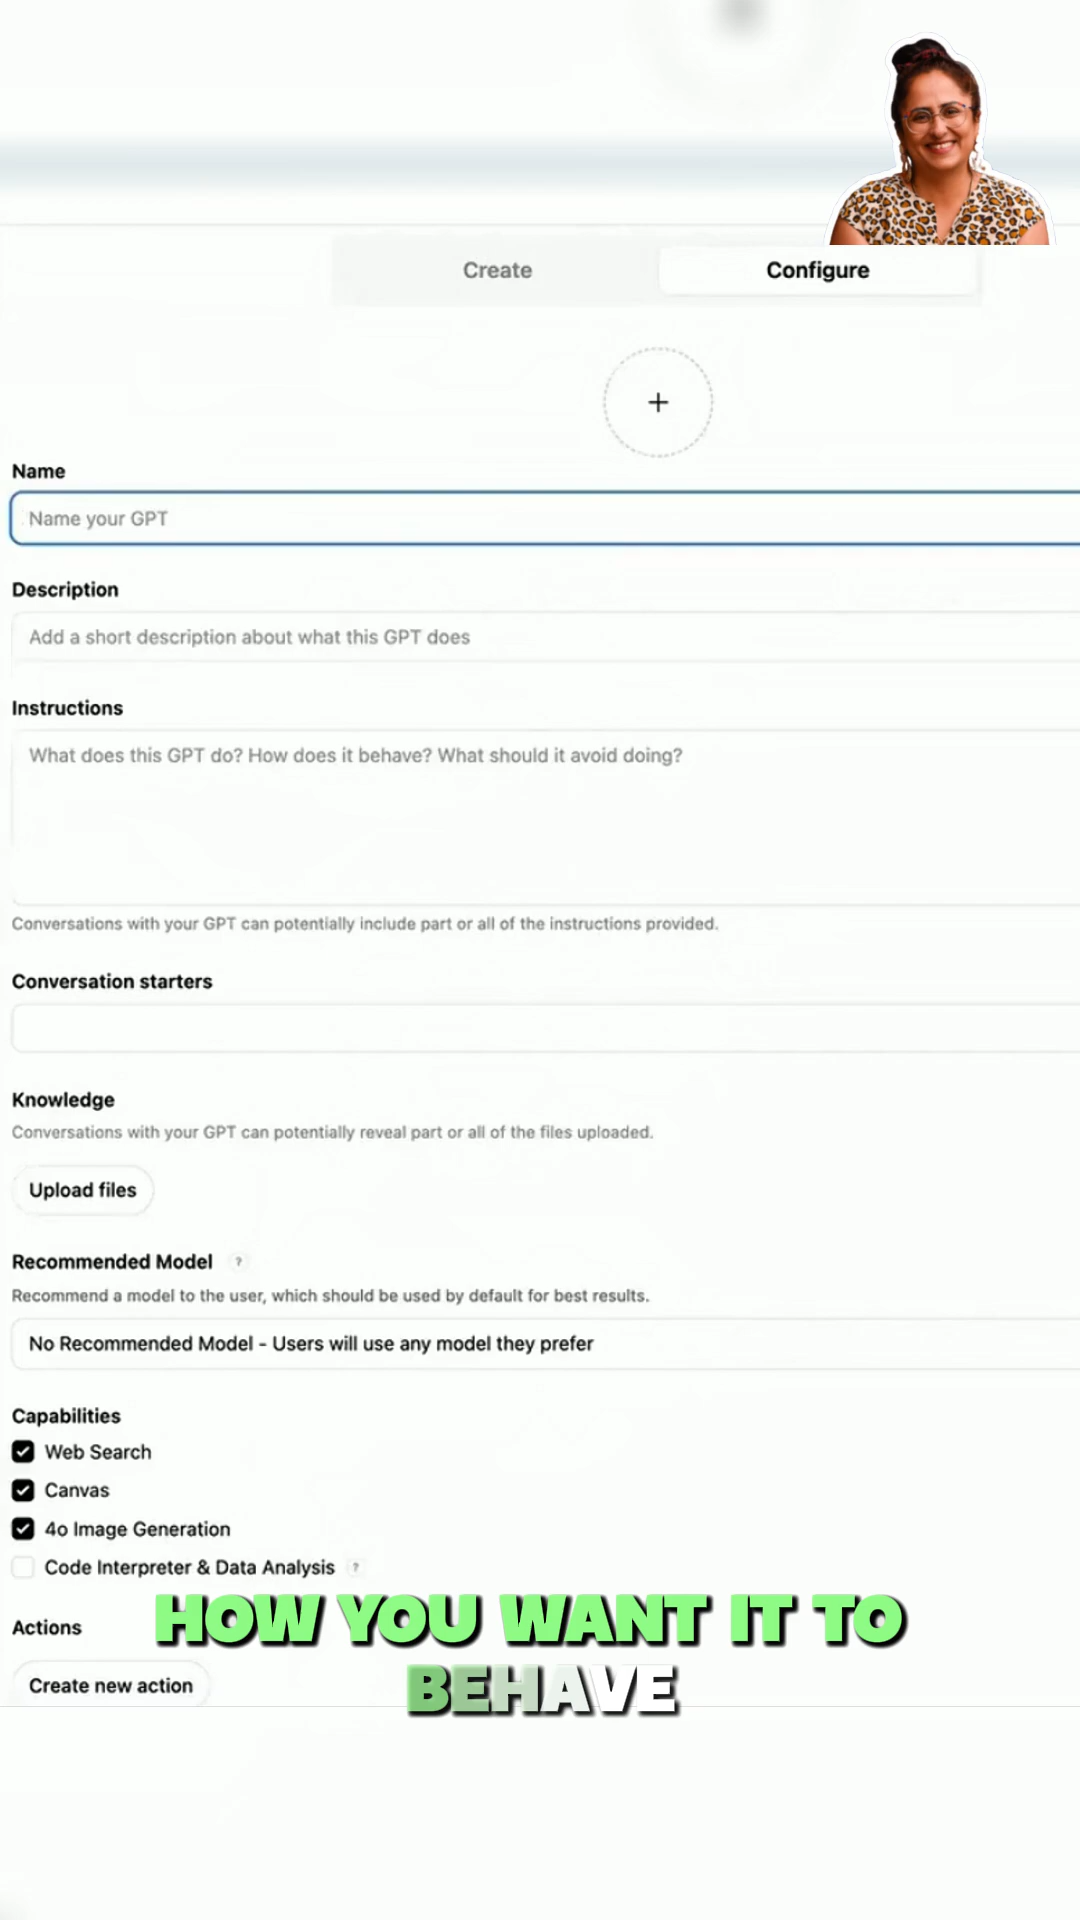 Create
Configure
+
Name
Name your GPT
Description
Add a short description about what this GPT does
Instructions
What does this GPT do? How does it behave? What should it avoid doing?
Conversations with your GPT can potentially include part or all of the instructions provided.
Conversation starters
Knowledge
Conversations with your GPT can potentially reveal part or all of the files uploaded.
Upload files
Recommended Model ?
Recommend a model to the user, which should be used by default for best results.
No Recommended Model - Users will use any model they prefer
Capabilities
Web Search
Canvas
4o Image Generation
Code Interpreter & Data Analysis ?
Actions
Create new action
HOW YOU WANT IT TO
BEHAVE